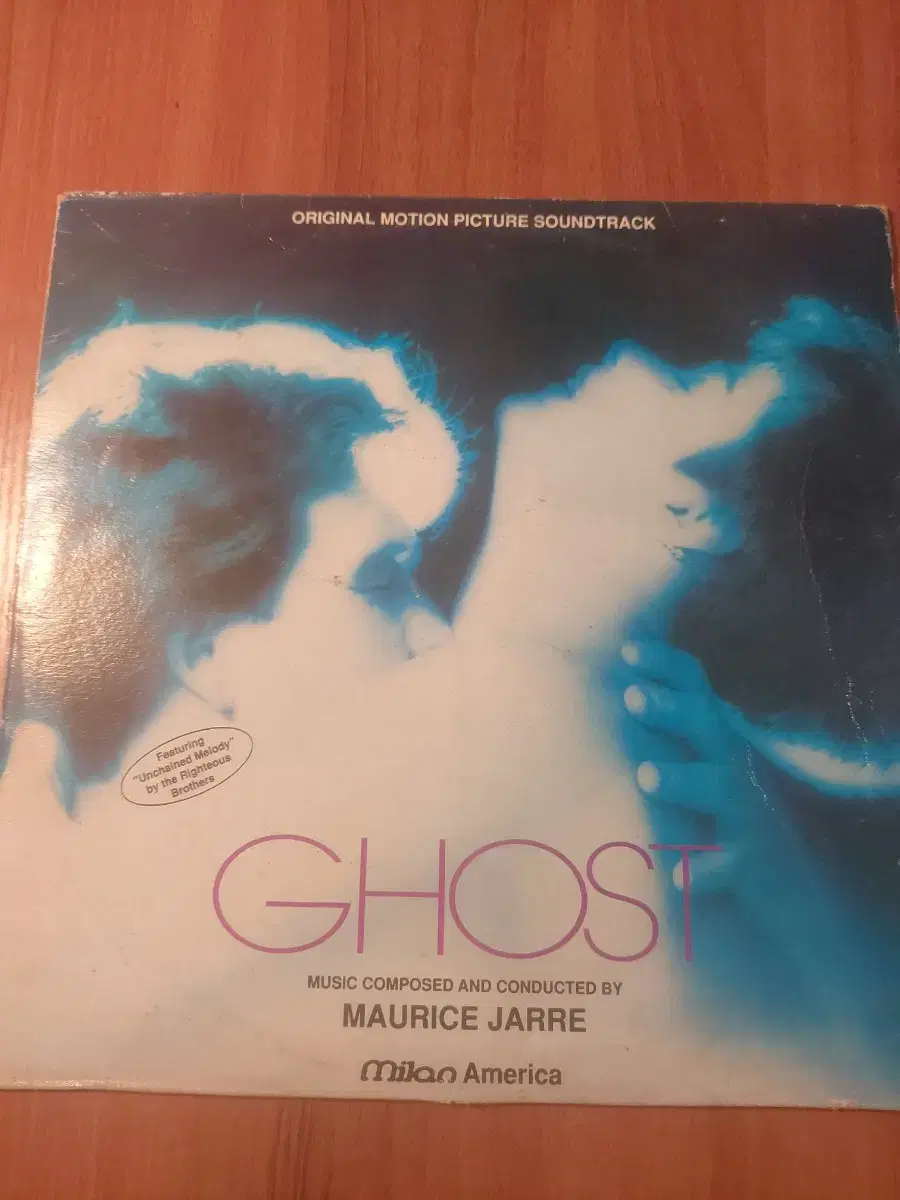 ORIGINAL MOTION PICTURE SOUNDTRACK
Featuring
"Unchained Melody"
by the Righteous
Brothers
GHOST
MUSIC COMPOSED AND CONDUCTED BY
MAURICE JARRE
milan America